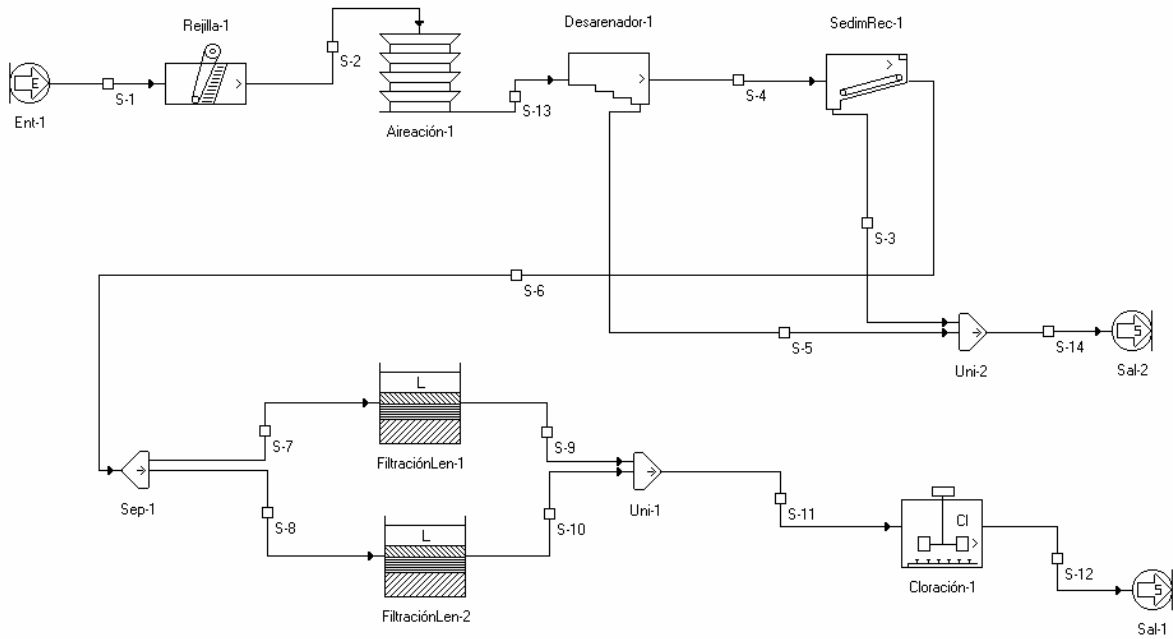 Rejilla-1
Desarenador-1
SedimRec-1
E
S-1
S-2
S-13
S-4
Ent-1
Aireación-1
S-3
S-6
S-5
S-14
S
Uni-2
Sal-2
L
S-7
S-9
FiltraciónLen-1
Sep-1
Uni-1
S-8
S-10
S-11
L
Cl
FiltraciónLen-2
Cloración-1
S-12
S
Sal-1